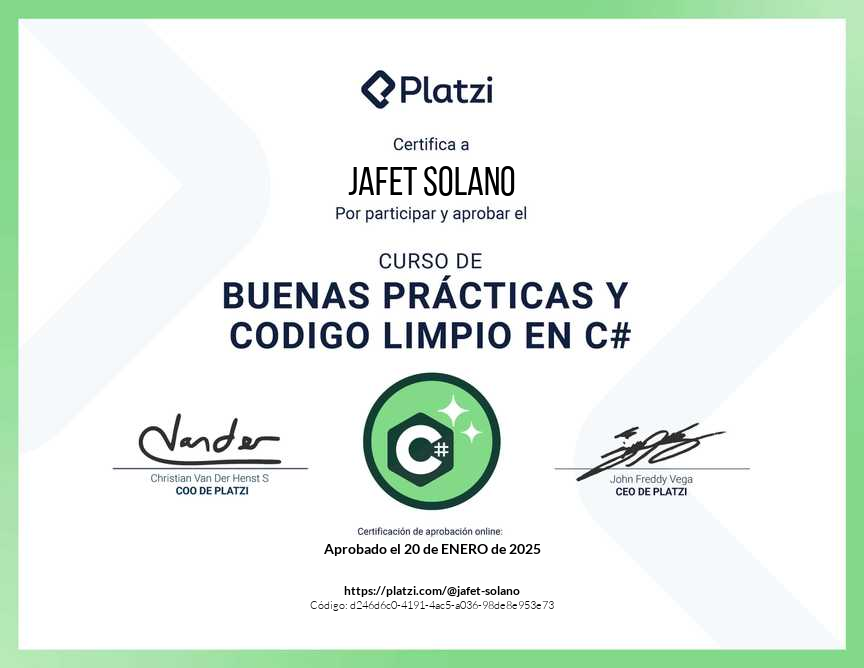 Platzi
Certifica a
JAFET SOLANO
Por participar y aprobar el
CURSO DE
BUENAS PRÁCTICAS Y
CODIGO LIMPIO EN C#
C#
Vander
Christian Van Der Henst S
COO DE PLATZI
John Freddy Vega
CEO DE PLATZI
Certificación de aprobación online:
Aprobado el 20 de ENERO de 2025
https://platzi.com/@jafet-solano
Código: d246d6c0-4191-4ac5-a036-98de8e953e73